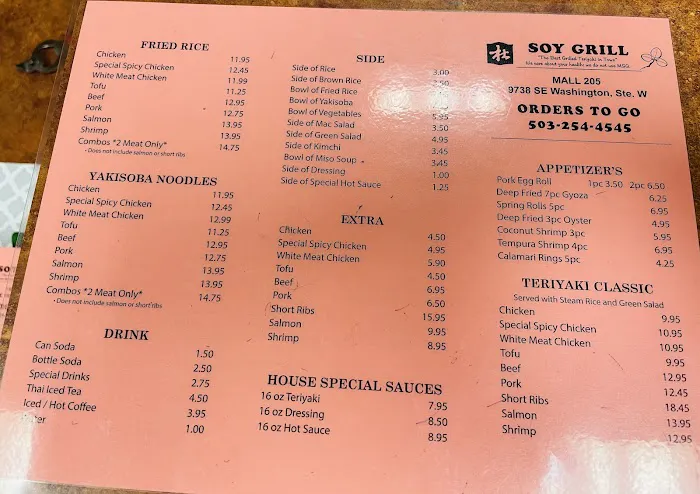 FRIED RICE
Chicken 11.95
Special Spicy Chicken 12.45
White Meat Chicken 11.99
Tofu 11.25
Beef 12.95
Pork 12.75
Salmon 13.95
Shrimp 13.95
Combos *2 Meat Only* 14.75
* Does not include salmon or short ribs
YAKISOBA NOODLES
Chicken 11.95
Special Spicy Chicken 12.45
White Meat Chicken 12.99
Tofu 11.25
Beef 12.95
Pork 12.75
Salmon 13.95
Shrimp 13.95
Combos *2 Meat Only* 14.75
* Does not include salmon or short ribs
DRINK
Can Soda 1.50
Bottle Soda 2.50
Special Drinks 2.75
Thai Iced Tea 4.50
Iced / Hot Coffee 3.95
1.00
SIDE
Side of Rice 3.00
Side of Brown Rice
Bowl of Fried Rice
Bowl of Yakisoba
Bowl of Vegetables 5.95
Side of Mac Salad 3.50
Side of Green Salad 4.95
Side of Kimchi 3.45
Bowl of Miso Soup 3.45
Side of Dressing 1.00
Side of Special Hot Sauce 1.25
EXTRA
Chicken 4.50
Special Spicy Chicken 4.95
White Meat Chicken 5.90
Tofu 4.50
Beef 6.95
Pork 6.50
Short Ribs 15.95
Salmon 9.95
Shrimp 8.95
HOUSE SPECIAL SAUCES
16 oz Teriyaki 7.95
16 oz Dressing 8.50
16 oz Hot Sauce 8.95
杜 SOY GRILL
"The Best Grilled Teriyaki in Town"
We care about your health; we do not use MSG.
MALL 205
9738 SE Washington, Ste. W
ORDERS TO GO
503-254-4545
APPETIZER'S
Pork Egg Roll 1pc 3.50 2pc 6.50
Deep Fried 7pc Gyoza 6.25
Spring Rolls 5pc 6.95
Deep Fried 3pc Oyster 4.95
Coconut Shrimp 3pc 5.95
Tempura Shrimp 4pc 6.95
Calamari Rings 5pc 4.25
TERIYAKI CLASSIC
Served with Steam Rice and Green Salad
Chicken 9.95
Special Spicy Chicken 10.95
White Meat Chicken 10.95
Tofu 9.95
Beef 12.95
Pork 12.45
Short Ribs 18.45
Salmon 13.95
Shrimp 12.95